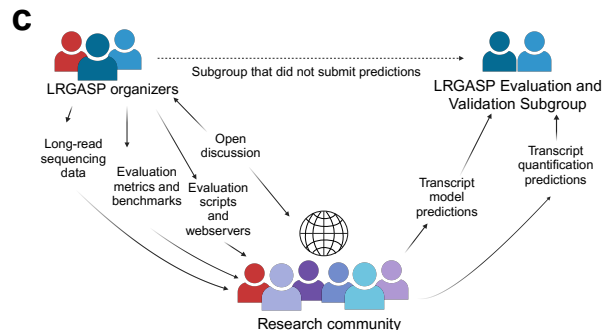 c
LRGASP organizers
Subgroup that did not submit predictions
LRGASP Evaluation and
Validation Subgroup
Long-read
sequencing
data
Evaluation
metrics and
benchmarks
Evaluation
scripts
and
webservers
Open
discussion
Transcript
model
predictions
Transcript
quantification
predictions
Research community